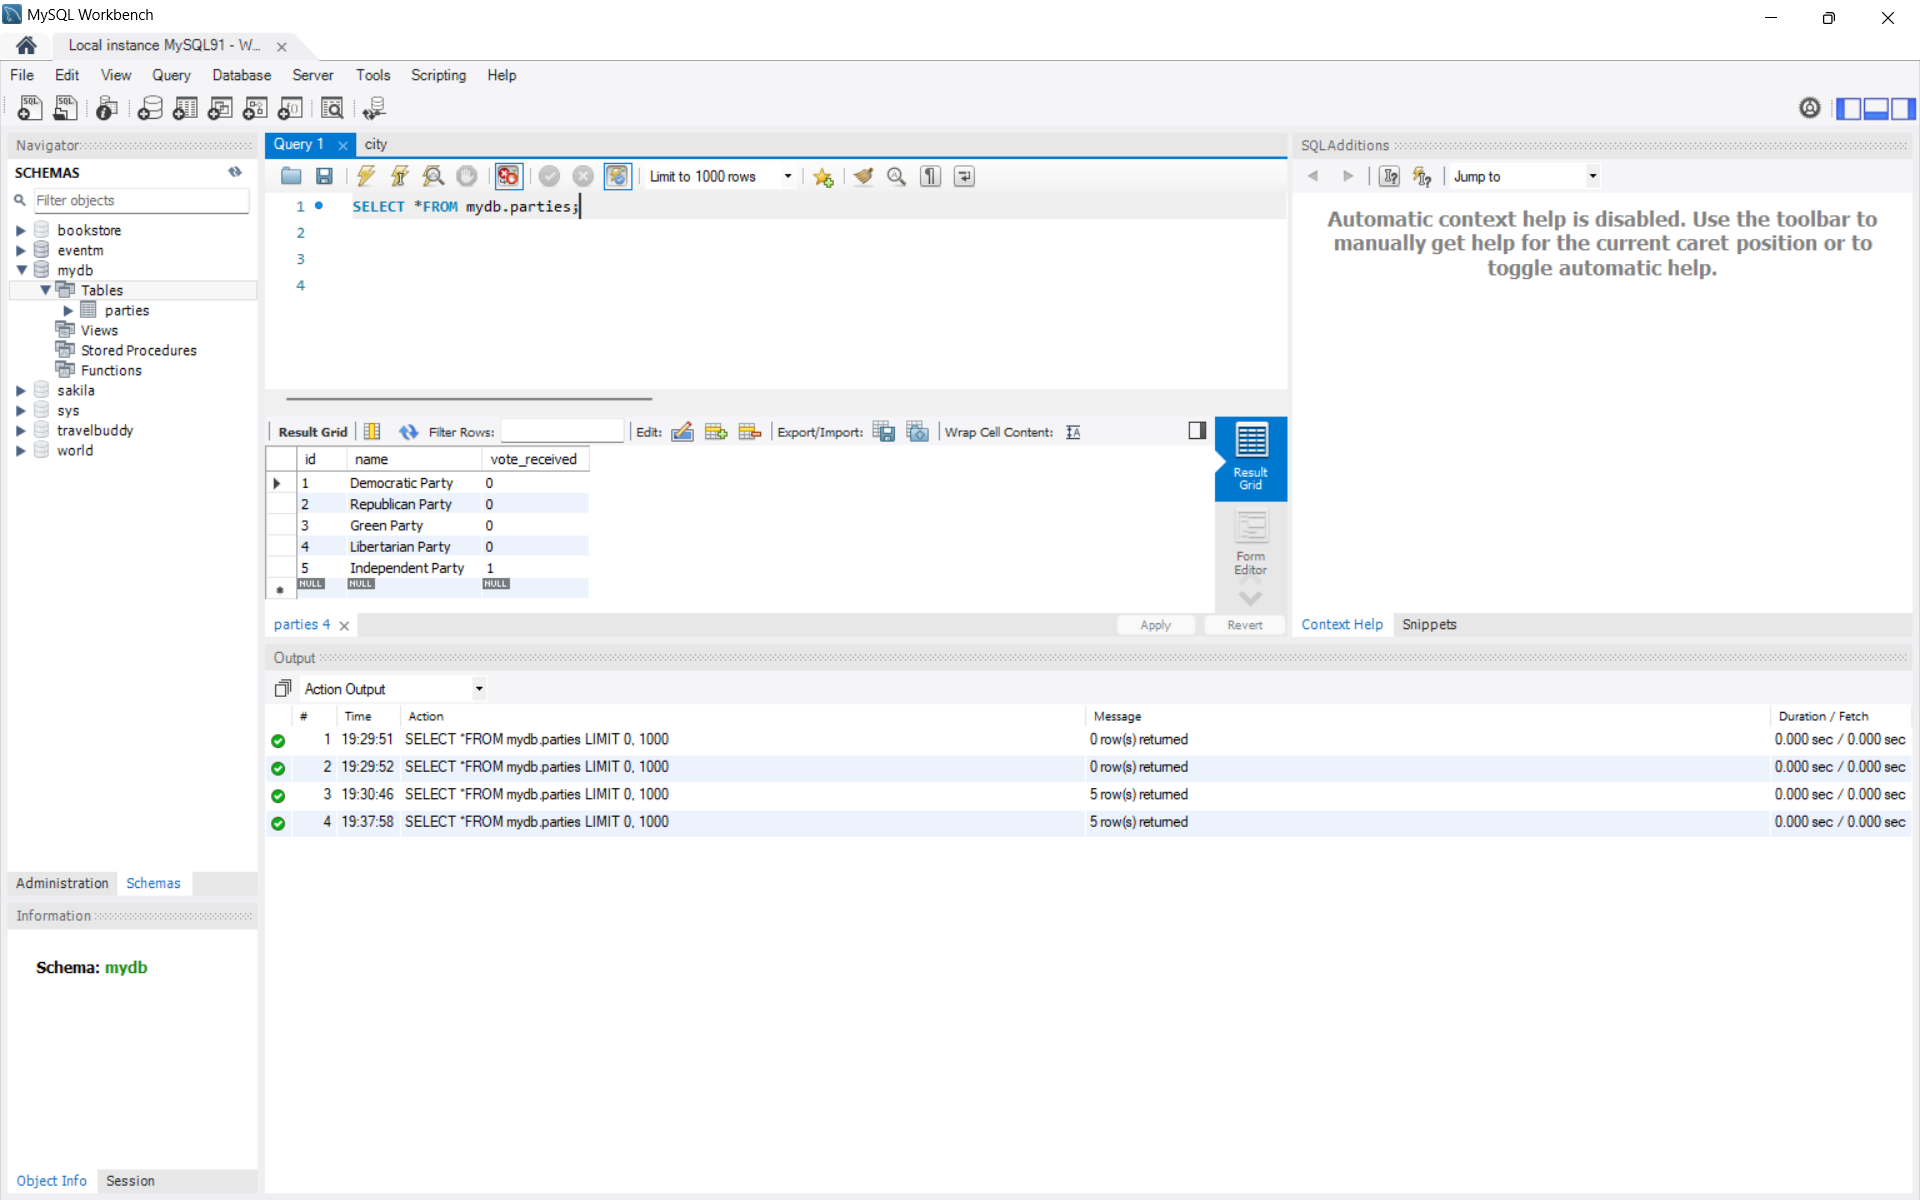 MySQL Workbench
Local instance MySQL91 - W...
File Edit View Query Database Server Tools Scripting Help
Navigator
SCHEMAS
Filter objects
bookstore
eventm
mydb
Tables
parties
Views
Stored Procedures
Functions
sakila
sys
travelbuddy
world
Administration Schemas
Information
Schema: mydb
Object Info Session
Query 1 city
Limit to 1000 rows
1 SELECT *FROM mydb.parties;
2
3
4
Result Grid Filter Rows: Edit: Export/Import: Wrap Cell Content:
id name vote_received
1 Democratic Party 0
2 Republican Party 0
3 Green Party 0
4 Libertarian Party 0
5 Independent Party 1
NULL NULL NULL
Result
Grid
Form
Editor
parties 4 Apply Revert
SQLAdditions
Jump to
Automatic context help is disabled. Use the toolbar to
manually get help for the current caret position or to
toggle automatic help.
Context Help Snippets
Output
Action Output
# Time Action Message Duration / Fetch
1 19:29:51 SELECT *FROM mydb.parties LIMIT 0, 1000 0 row(s) returned 0.000 sec / 0.000 sec
2 19:29:52 SELECT *FROM mydb.parties LIMIT 0, 1000 0 row(s) returned 0.000 sec / 0.000 sec
3 19:30:46 SELECT *FROM mydb.parties LIMIT 0, 1000 5 row(s) returned 0.000 sec / 0.000 sec
4 19:37:58 SELECT *FROM mydb.parties LIMIT 0, 1000 5 row(s) returned 0.000 sec / 0.000 sec